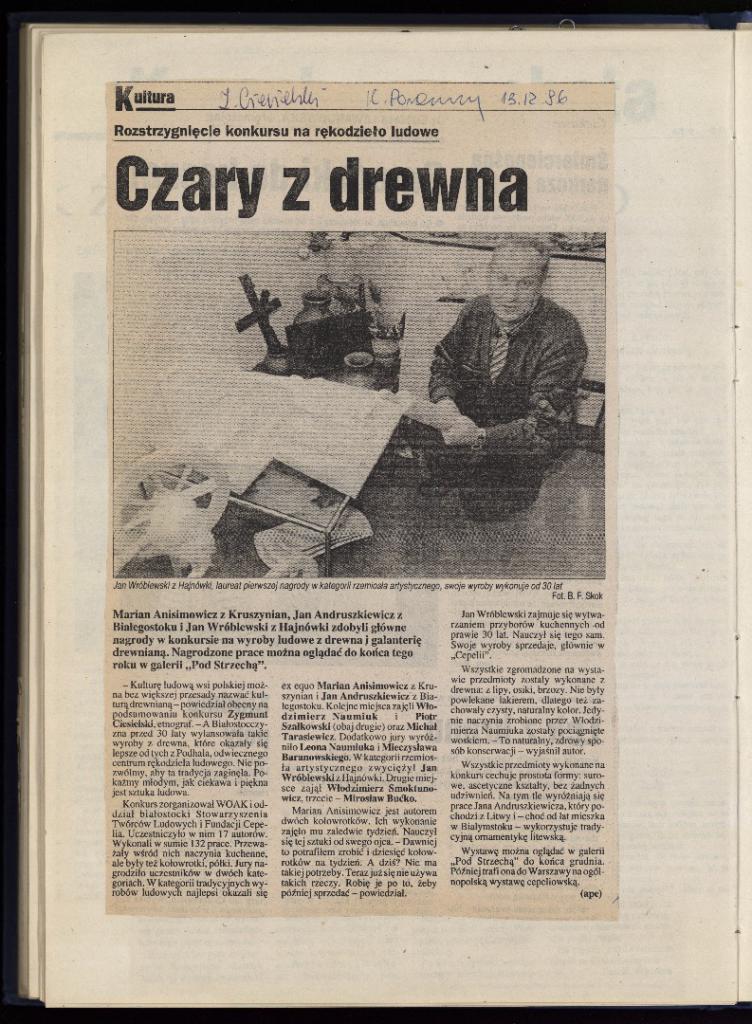 Kultura
K. Poranny 13.12.96
Rozstrzygnięcie konkursu na rękodzieło ludowe
Czary z drewna
Jan Wróblewski z Hajnówki, laureat pierwszej nagrody w kategorii rzemiosła artystycznego, swoje wyroby wykonuje od 30 lat
Fot. B. F. Skok
Marian Anisimowicz z Kruszynian, Jan Andruszkiewicz z
Białegostoku i Jan Wróblewski z Hajnówki zdobyli główne
nagrody w konkursie na wyroby ludowe z drewna i galanterię
drewnianą. Nagrodzone prace można oglądać do końca tego
roku w galerii „Pod Strzechą”.
– Kulturę ludową wsi polskiej moż-
na bez większej przesady nazwać kul-
turą drewnianą – powiedział obecny na
podsumowaniu konkursu Zygmunt
Ciesielski, etnograf. – A Białostocczy-
zna przed 30 laty wylansowała takie
wyroby z drewna, które okazały się
lepsze od tych z Podhala, odwiecznego
centrum rękodzieła ludowego. Nie po-
zwólmy, aby ta tradycja zaginęła. Po-
każmy młodym, jak ciekawa i piękna
jest sztuka ludowa.
Konkurs zorganizował WOAK i od-
dział białostocki Stowarzyszenia
Twórców Ludowych i Fundacji Cepe-
lia. Uczestniczyło w nim 17 autorów.
Wykonali w sumie 132 prace. Przewa-
żały wśród nich naczynia kuchenne,
ale były też kołowrotki, półki. Jury na-
grodziło uczestników w dwóch kate-
goriach. W kategorii tradycyjnych wy-
robów ludowych najlepsi okazali się
ex equo Marian Anisimowicz z Kru-
szynian i Jan Andruszkiewicz z Bia-
łegostoku. Kolejne miejsca zajęli Wło-
dzimierz Naumiuk i Piotr
Szałkowski (obaj drugie) oraz Michał
Tarasiewicz. Dodatkowo jury wyróż-
niło Leona Naumiuka i Mieczysława
Baranowskiego. W kategorii rzemios-
ła artystycznego zwyciężył Jan
Wróblewski z Hajnówki. Drugie miej-
sce zajął Włodzimierz Smoktuno-
wicz, trzecie – Mirosław Bućko.
Marian Anisimowicz jest autorem
dwóch kołowrotków. Ich wykonanie
zajęło mu zaledwie tydzień. Nauczył
się tej sztuki od swego ojca. – Dawniej
to potrafiłem zrobić i dziesięć koło-
wrotków na tydzień. A dziś? Nie ma
takiej potrzeby. Teraz już się nie używa
takich rzeczy. Robię je po to, żeby
później sprzedać – powiedział.
Jan Wróblewski zajmuje się wytwa-
rzaniem przyborów kuchennych od
prawie 30 lat. Nauczył się tego sam.
Swoje wyroby sprzedaje, głównie w
„Cepelii”.
Wszystkie zgromadzone na wysta-
wie przedmioty zostały wykonane z
drewna: z lipy, osiki, brzozy. Nie były
powlekane lakierem, dlatego też za-
chowały czysty, naturalny kolor. Jedy-
nie naczynia zrobione przez Włodzi-
mierza Naumiuka zostały pociągnięte
woskiem. – To naturalny, zdrowy spo-
sób konserwacji – wyjaśnił autor.
Wszystkie przedmioty wykonane na
konkurs cechuje prostota formy: suro-
we, ascetyczne kształty, bez żadnych
udziwnień. Na tym tle wyróżniają się
prace Jana Andruszkiewicza, który po-
chodzi z Litwy i – choć od lat mieszka
w Białymstoku – wykorzystuje trady-
cyjną ornamentykę litewską.
Wystawę można oglądać w galerii
„Pod Strzechą” do końca grudnia.
Później trafi ona do Warszawy na ogól-
nopolską wystawę cepeliowską.
(ape)